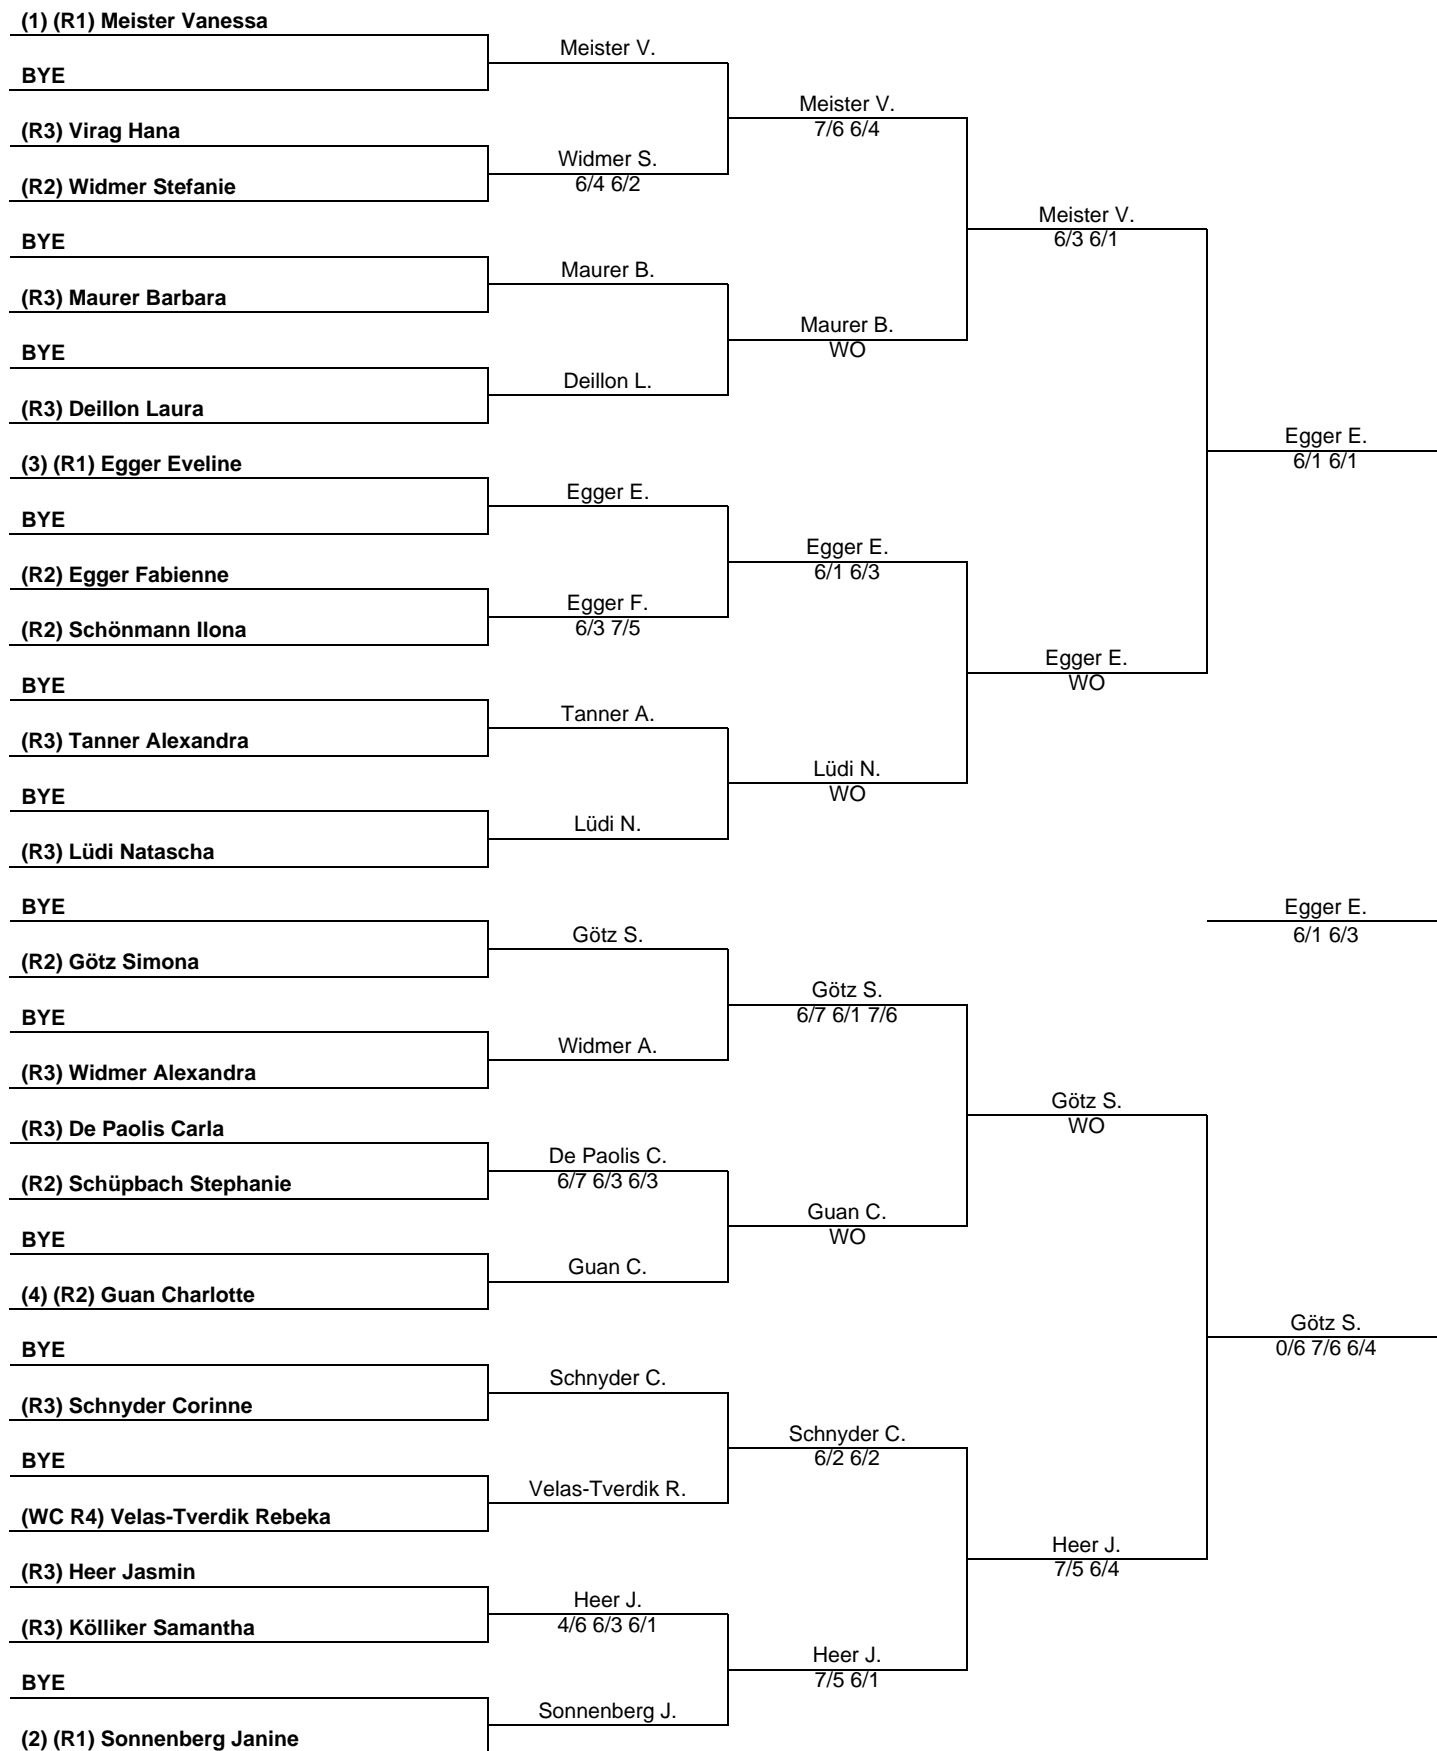 (1) (R1) Meister Vanessa
BYE
(R3) Virag Hana
(R2) Widmer Stefanie
BYE
(R3) Maurer Barbara
BYE
(R3) Deillon Laura
(3) (R1) Egger Eveline
BYE
(R2) Egger Fabienne
(R2) Schönmann Ilona
BYE
(R3) Tanner Alexandra
BYE
(R3) Lüdi Natascha
BYE
(R2) Götz Simona
BYE
(R3) Widmer Alexandra
(R3) De Paolis Carla
(R2) Schüpbach Stephanie
BYE
(4) (R2) Guan Charlotte
BYE
(R3) Schnyder Corinne
BYE
(WC R4) Velas-Tverdik Rebeka
(R3) Heer Jasmin
(R3) Kölliker Samantha
BYE
(2) (R1) Sonnenberg Janine
Meister V.
Widmer S.
6/4 6/2
Maurer B.
Deillon L.
Egger E.
Egger F.
6/3 7/5
Tanner A.
Lüdi N.
Götz S.
Widmer A.
De Paolis C.
6/7 6/3 6/3
Guan C.
Schnyder C.
Velas-Tverdik R.
Heer J.
4/6 6/3 6/1
Sonnenberg J.
Meister V.
7/6 6/4
Maurer B.
WO
Egger E.
6/1 6/3
Lüdi N.
WO
Götz S.
6/7 6/1 7/6
Guan C.
WO
Schnyder C.
6/2 6/2
Heer J.
7/5 6/1
Meister V.
6/3 6/1
Egger E.
WO
Götz S.
WO
Heer J.
7/5 6/4
Egger E.
6/1 6/1
Egger E.
6/1 6/3
Götz S.
0/6 7/6 6/4